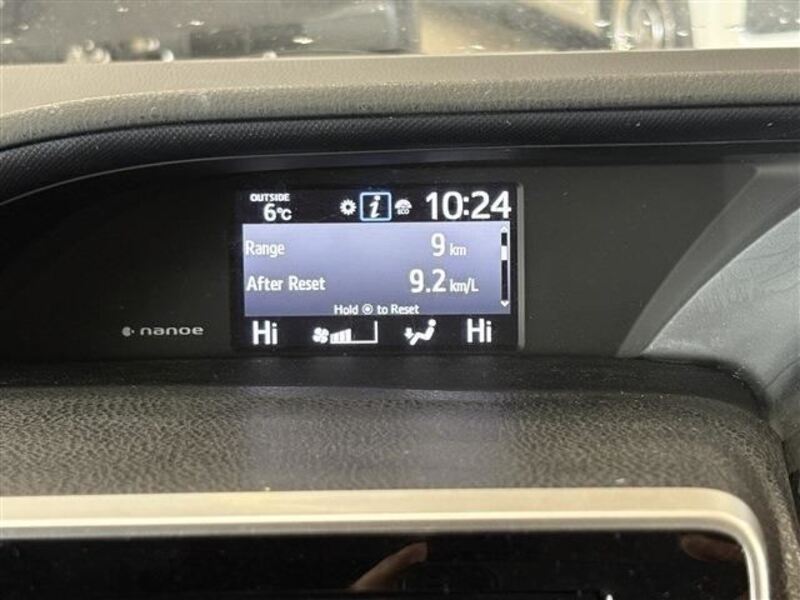 OUTSIDE
6°C
i
ECO
10:24
Range 9 km
After Reset 9.2 km/L
Hold ⦿ to Reset
Hi Hi
nanoe